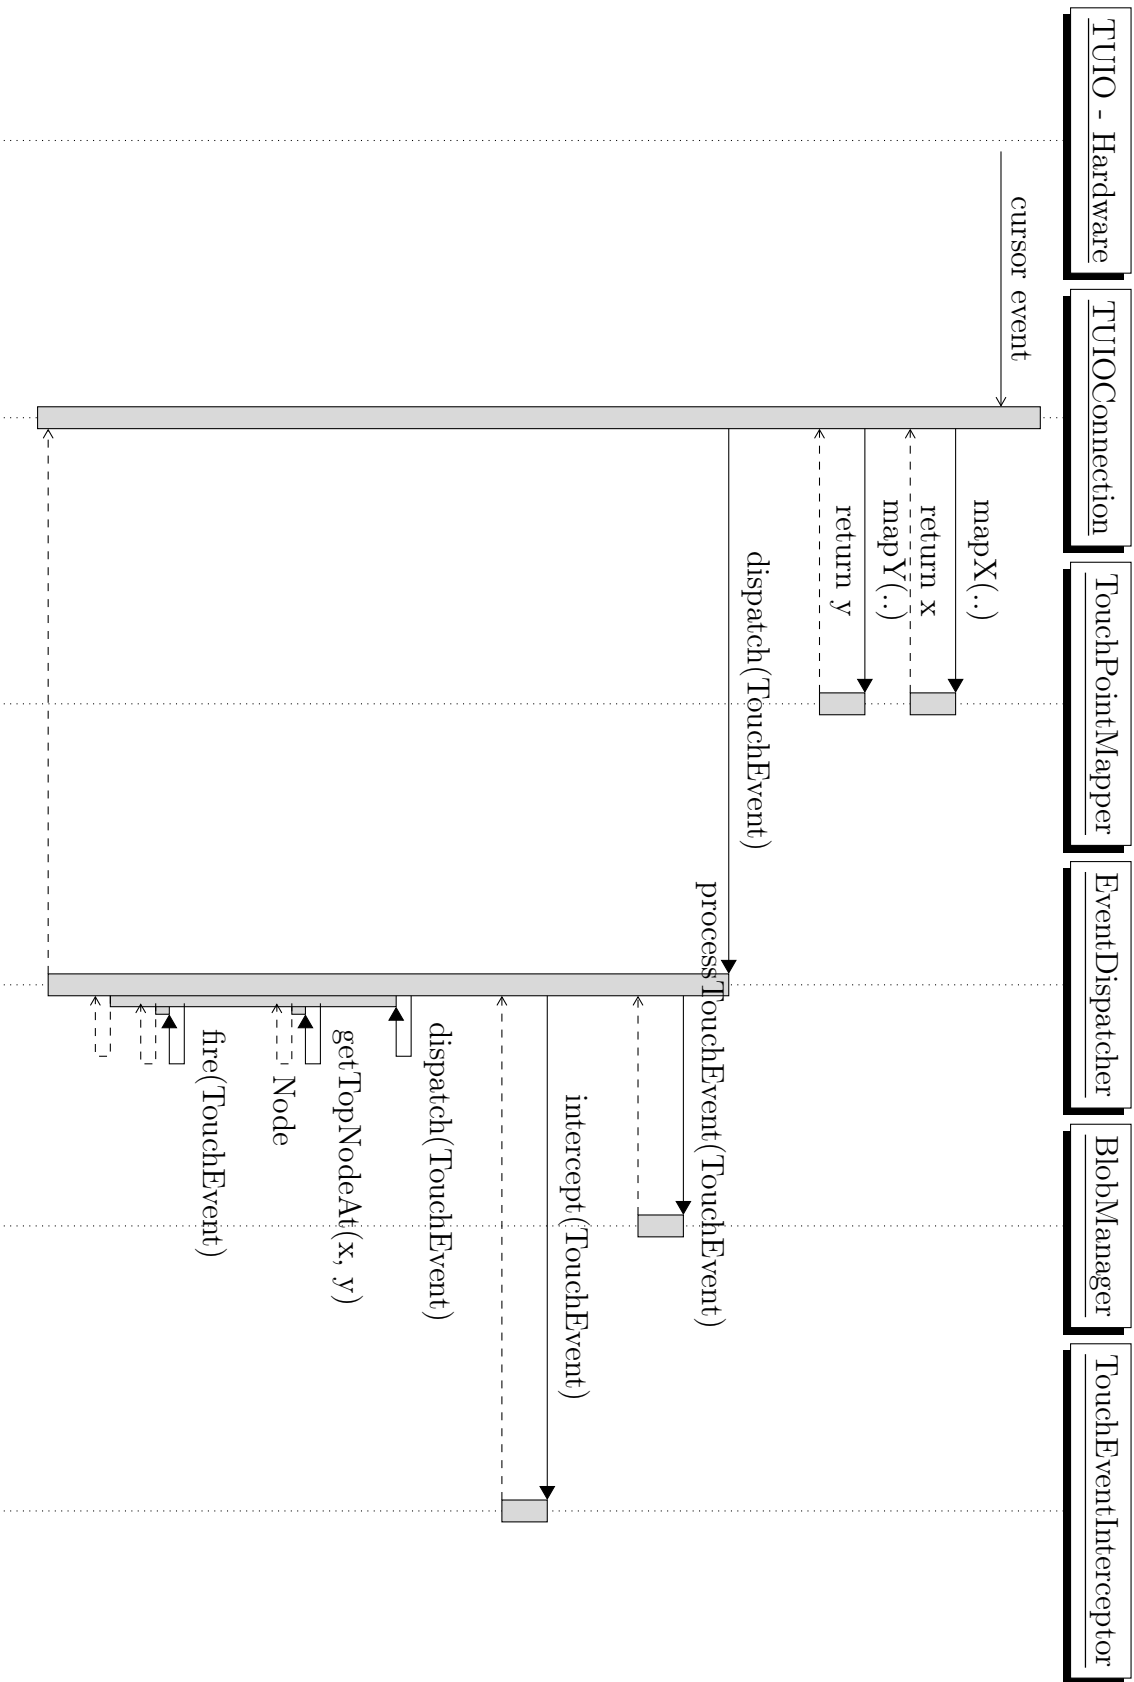 TUIO - Hardware
TUIOConnection
TouchPointMapper
EventDispatcher
BlobManager
TouchEventInterceptor
cursor event
mapX(..)
return x
mapY(..)
return y
dispatch(TouchEvent)
processTouchEvent(TouchEvent)
intercept(TouchEvent)
dispatch(TouchEvent)
getTopNodeAt(x, y)
Node
fire(TouchEvent)